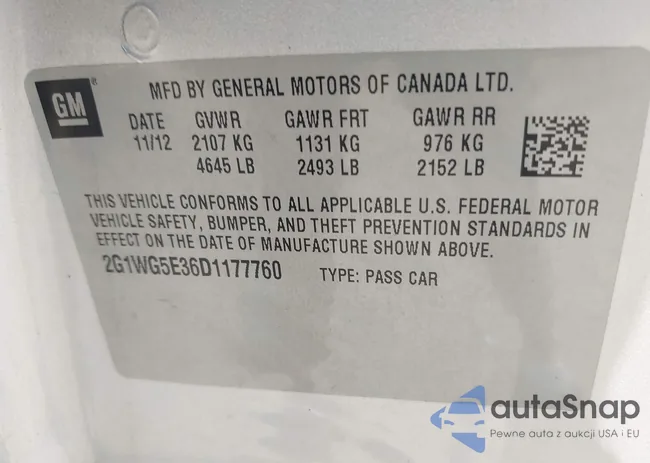 GM
MFD BY GENERAL MOTORS OF CANADA LTD.
DATE GVWR GAWR FRT GAWR RR
11/12 2107 KG 1131 KG 976 KG
4645 LB 2493 LB 2152 LB
THIS VEHICLE CONFORMS TO ALL APPLICABLE U.S. FEDERAL MOTOR
VEHICLE SAFETY, BUMPER, AND THEFT PREVENTION STANDARDS IN
EFFECT ON THE DATE OF MANUFACTURE SHOWN ABOVE.
2G1WG5E36D1177760 TYPE: PASS CAR
autaSnap
Pewne auta z aukcji USA i EU